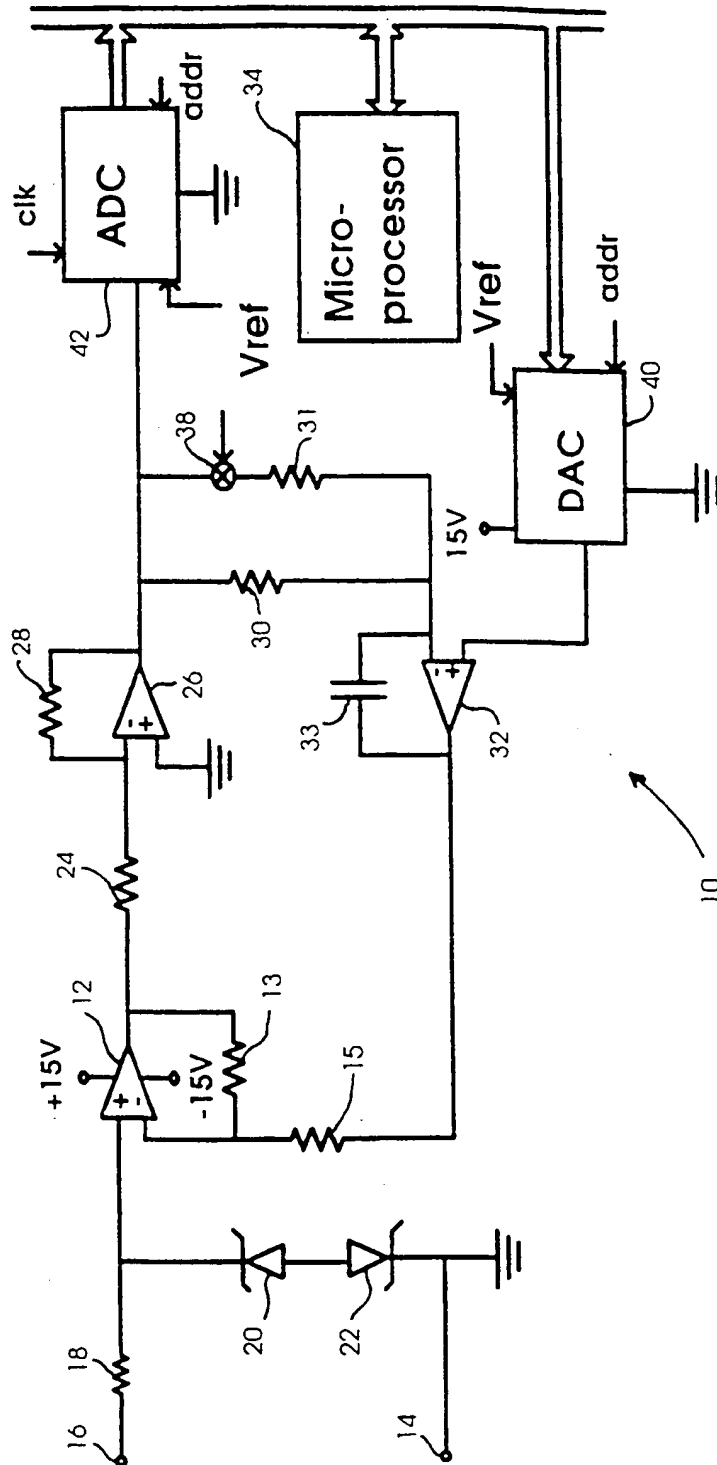 clk
28
+15V
12
24
18
16
ADC
42
26
addr
-15V
13
Vref
38
34
20
30
31
33
15
Micro-
processor
22
14
15V
Vref
32
DAC
addr
40
10